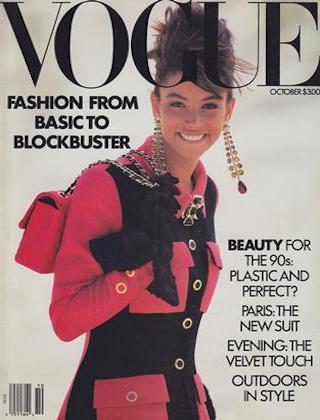 VOGUE
OCTOBER $3.00
FASHION FROM
BASIC TO
BLOCKBUSTER
BEAUTY FOR
THE 90s:
PLASTIC AND
PERFECT?
PARIS: THE
NEW SUIT
EVENING: THE
VELVET TOUCH
OUTDOORS
IN STYLE